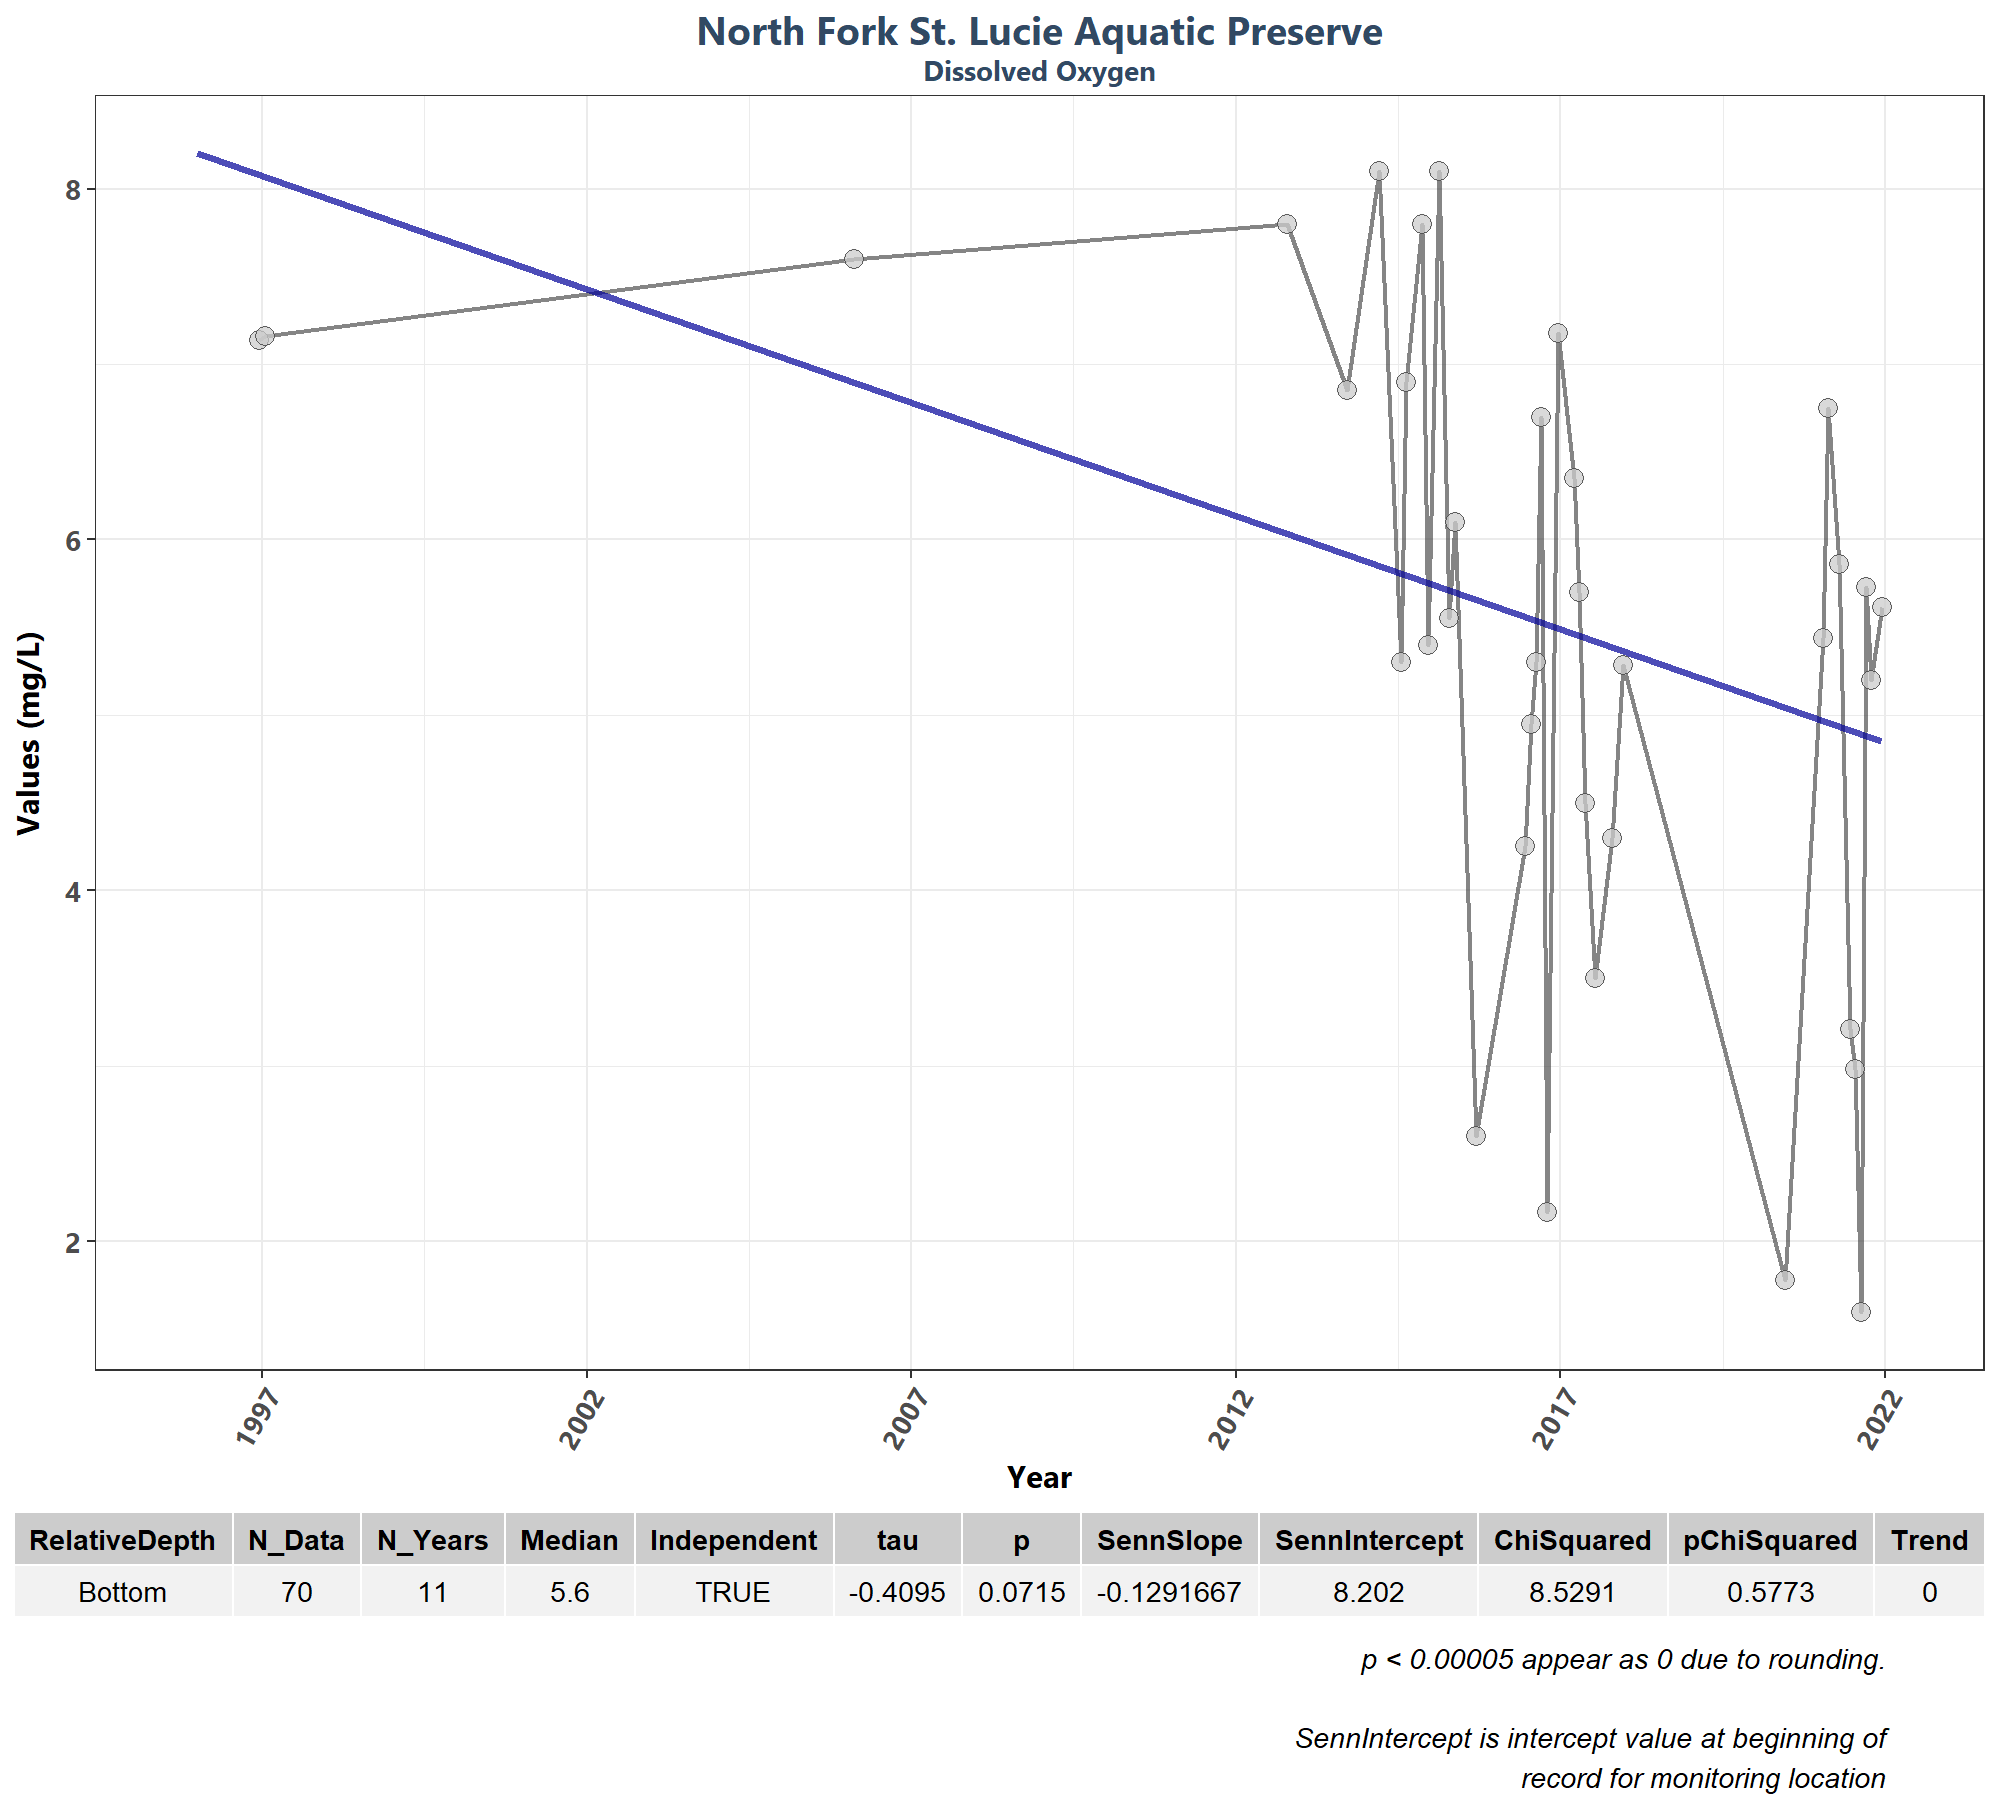 North Fork St. Lucie Aquatic Preserve
Dissolved Oxygen
Values (mg/L)
8
6
4
2
1997 2002 2007 2012 2017 2022
Year
RelativeDepth N_Data N_Years Median Independent tau p SennSlope SennIntercept ChiSquared pChiSquared Trend
Bottom 70 11 5.6 TRUE -0.4095 0.0715 -0.1291667 8.202 8.5291 0.5773 0
p < 0.00005 appear as 0 due to rounding.
SennIntercept is intercept value at beginning of
record for monitoring location